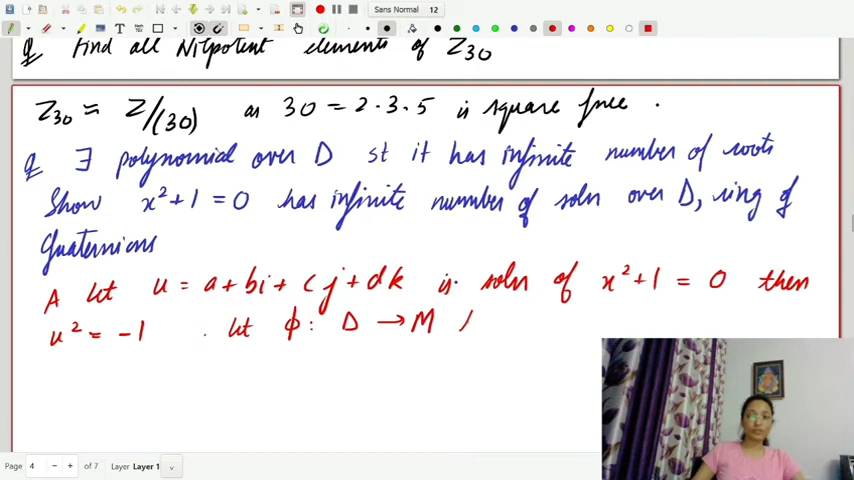 Sans Normal 12
Q Find all Nilpotent elements of Z30
Z30 ≈ Z/(30) as 30 = 2·3·5 is square free .
Q ∃ polynomial over D st it has infinite number of roots
Show x²+1 = 0 has infinite number of soln over D, ring of
Quaternions
A let u = a+bi+cj+dk is soln of x²+1 = 0 then
u² = -1 . let φ: D → M
Page 4 - + of 7 Layer Layer 1